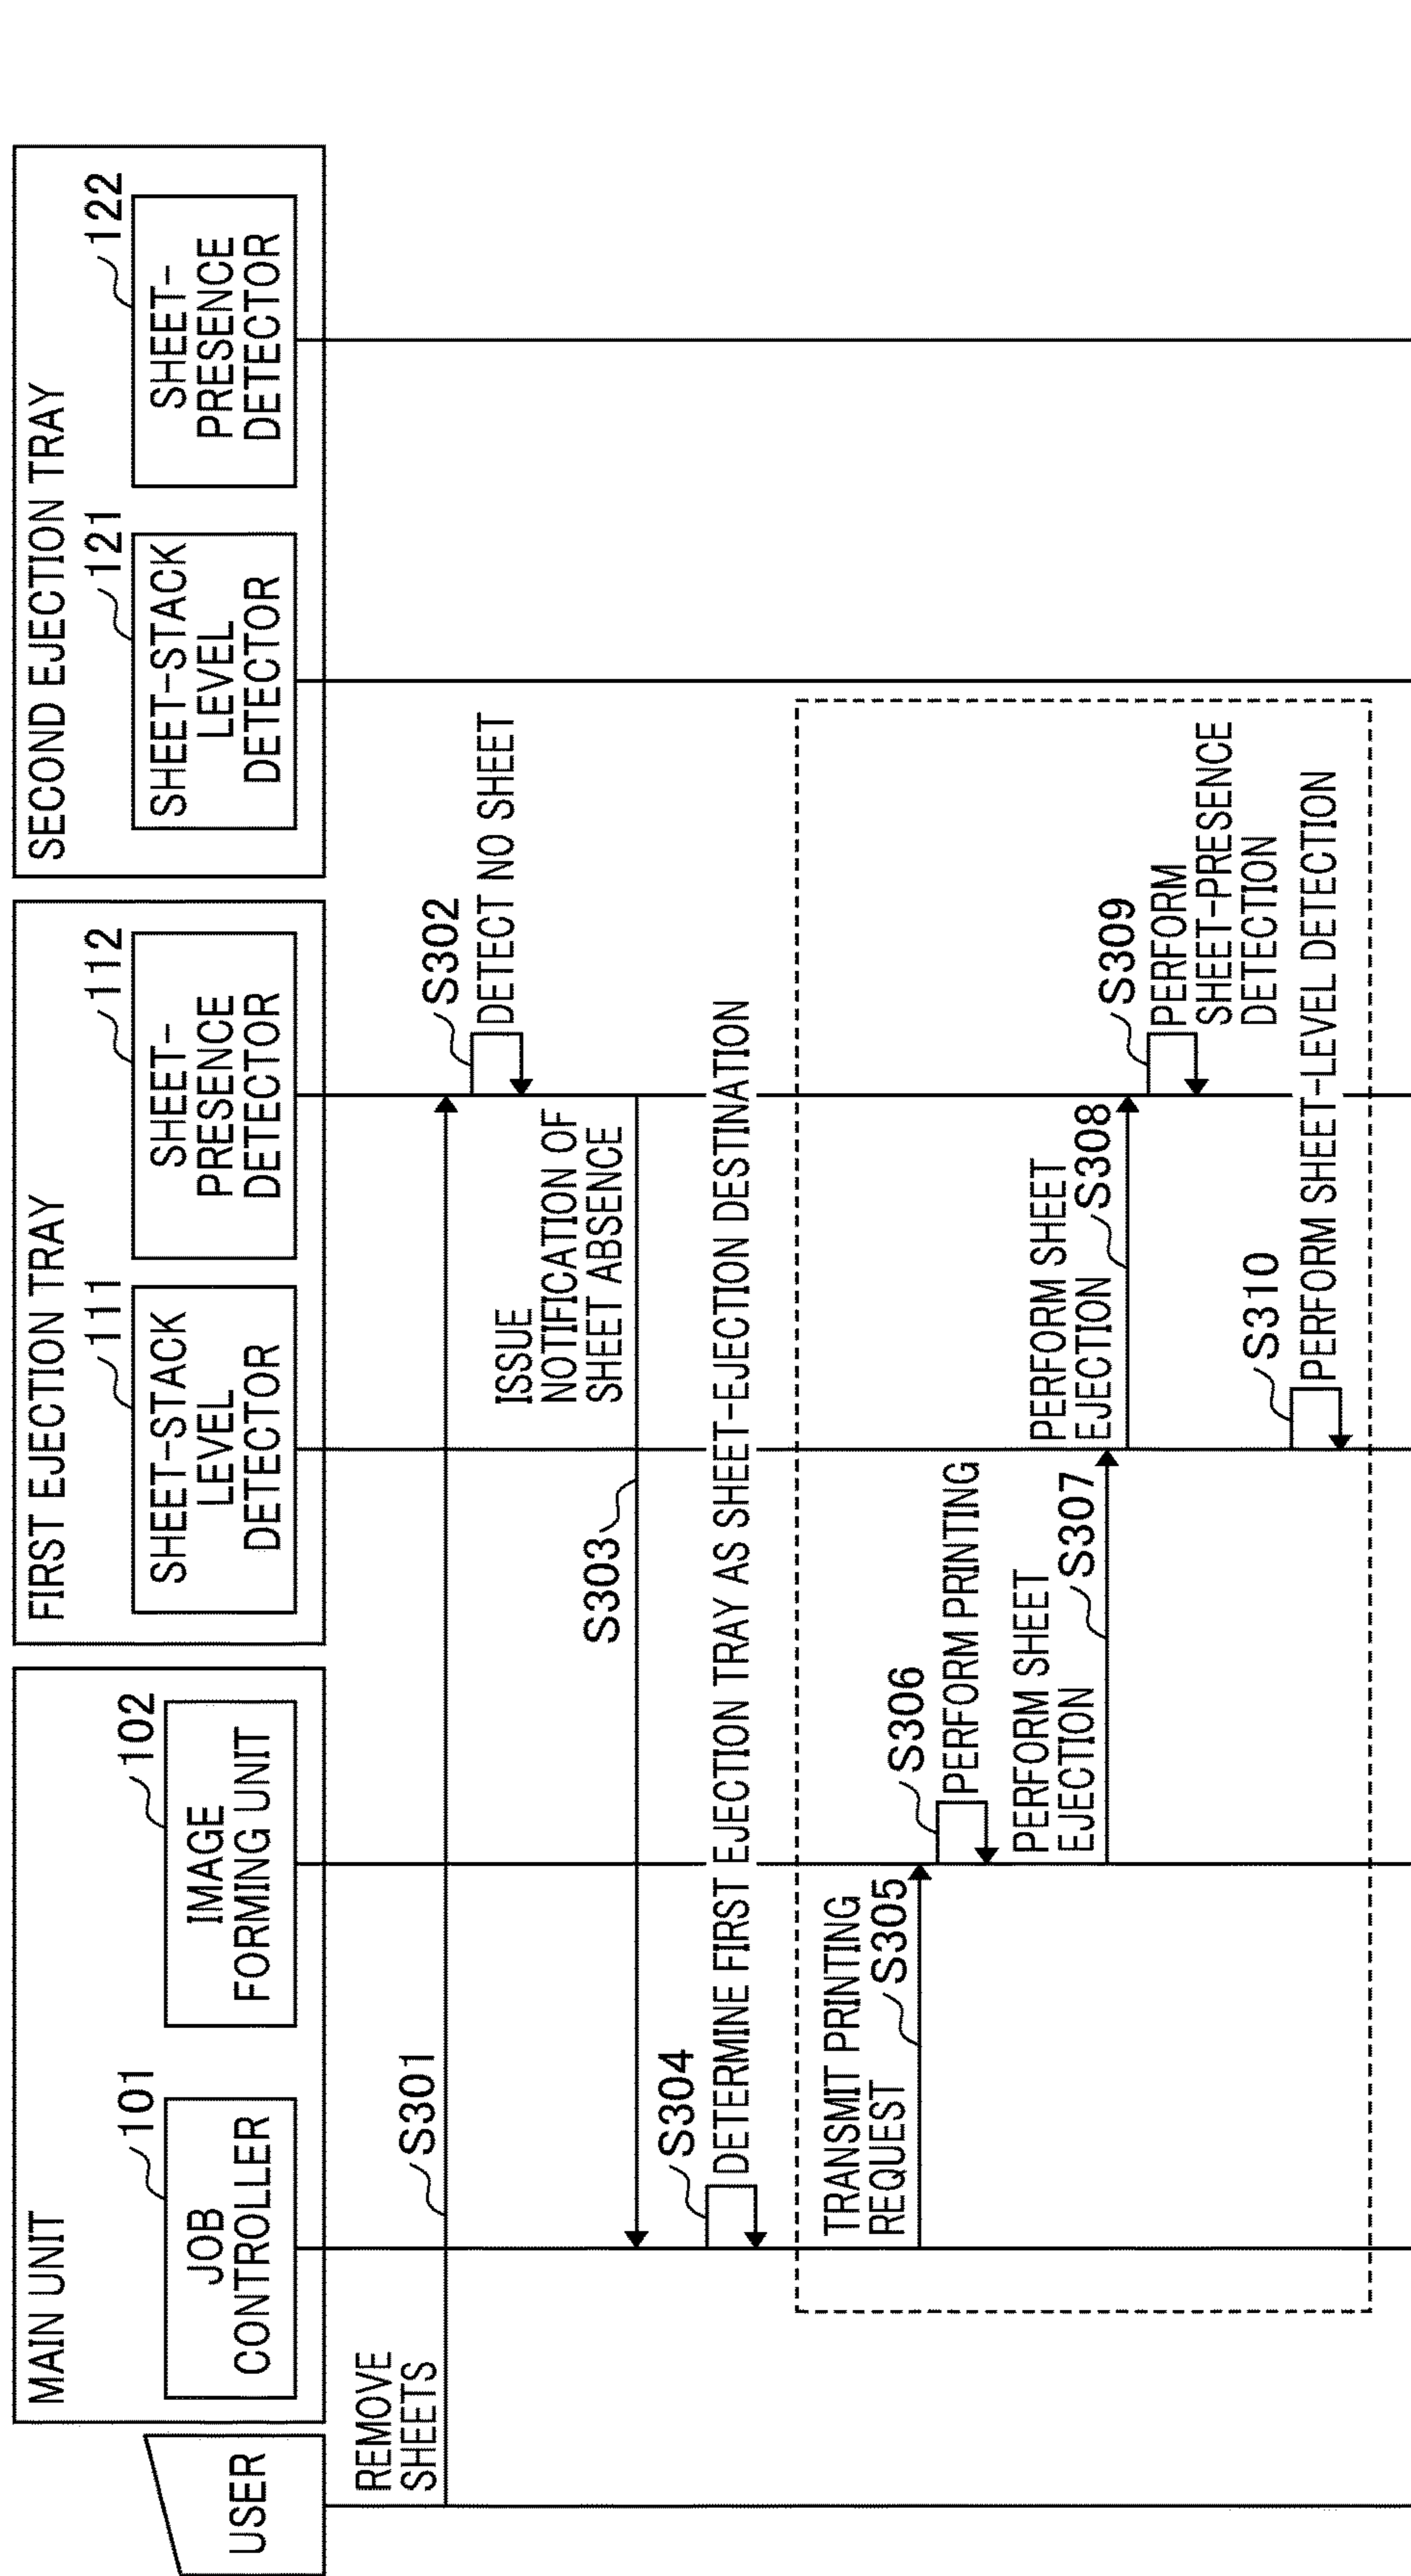 USER
MAIN UNIT
101
JOB
CONTROLLER
102
IMAGE
FORMING UNIT
FIRST EJECTION TRAY
111
SHEET-STACK
LEVEL
DETECTOR
112
SHEET-
PRESENCE
DETECTOR
SECOND EJECTION TRAY
121
SHEET-STACK
LEVEL
DETECTOR
122
SHEET-
PRESENCE
DETECTOR
REMOVE
SHEETS
S301
S302
DETECT NO SHEET
ISSUE
NOTIFICATION OF
SHEET ABSENCE
S303
S304
DETERMINE FIRST EJECTION TRAY AS SHEET-EJECTION DESTINATION
TRANSMIT PRINTING
REQUEST
S305
S306
PERFORM PRINTING
PERFORM SHEET
EJECTION
S307
PERFORM SHEET
EJECTION
S308
S309
PERFORM
SHEET-PRESENCE
DETECTION
S310
PERFORM SHEET-LEVEL DETECTION